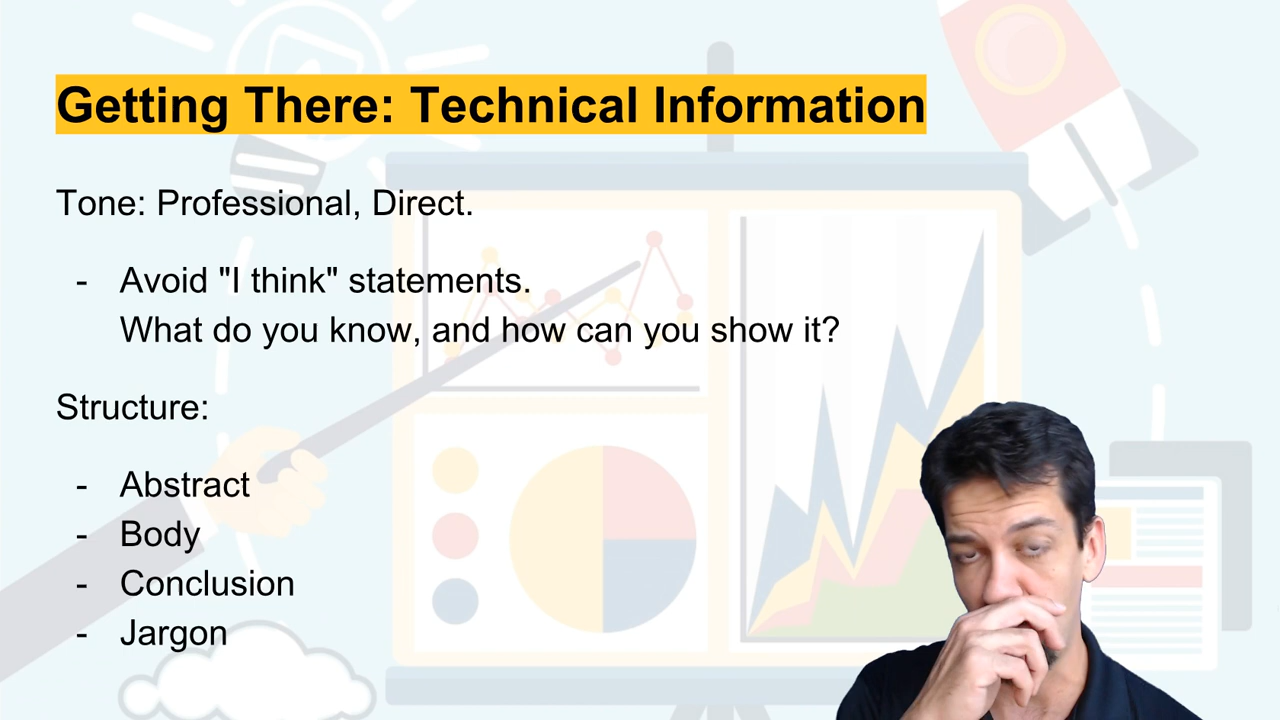 Getting There: Technical Information
Tone: Professional, Direct.
- Avoid "I think" statements.
What do you know, and how can you show it?
Structure:
- Abstract
- Body
- Conclusion
- Jargon